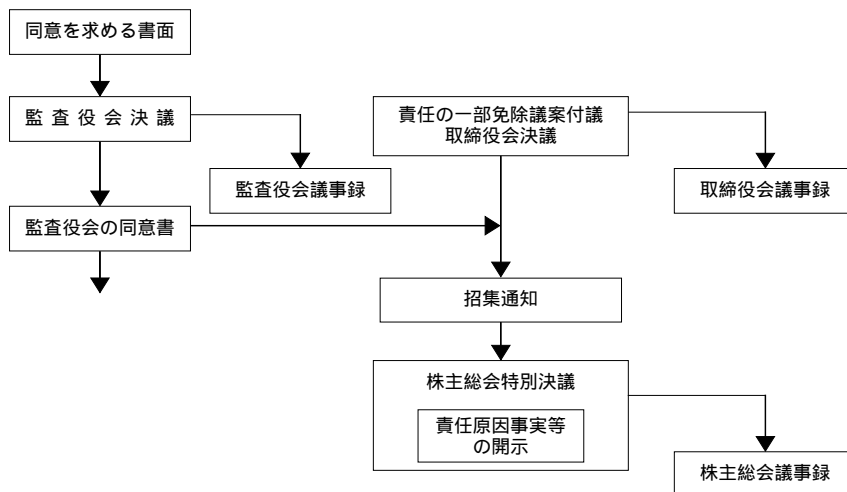 同意を求める書面
監査役会決議
責任の一部免除議案付議
取締役会決議
監査役会議事録
取締役会議事録
監査役会の同意書
招集通知
株主総会特別決議
責任原因事実等
の開示
株主総会議事録